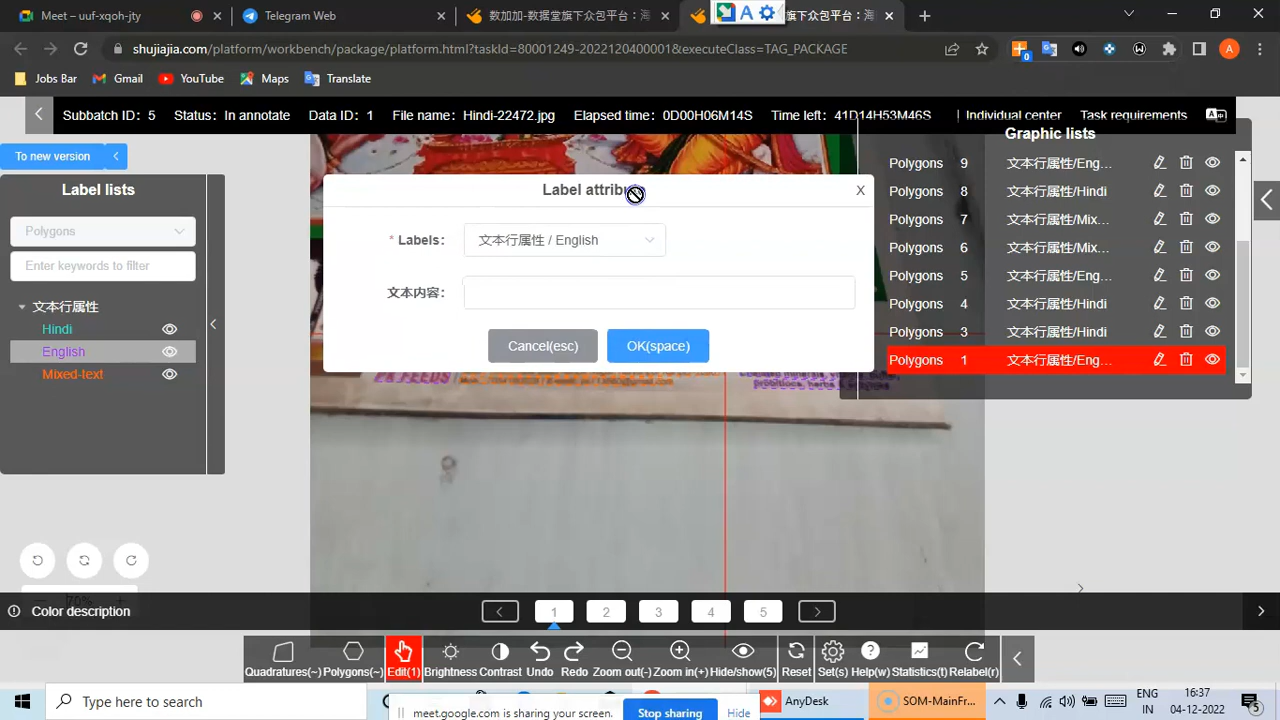 Meet - xuf-xqoh-jty
Telegram Web
数加加-数据堂旗下众包平台：
旗下众包平台：
shujiajia.com/platform/workbench/package/platform.html?taskId=80001249-2022120400001&executeClass=TAG_PACKAGE
Jobs Bar
Gmail
YouTube
Maps
Translate
Subbatch ID: 5
Status: In annotate
Data ID: 1
File name: Hindi-22472.jpg
Elapsed time: 0D00H06M14S
Time left: 41D14H53M46S
Individual center
Task requirements
To new version
Graphic lists
Label lists
Polygons
Enter keywords to filter
文本行属性
Hindi
English
Mixed-text
Label attribu
X
* Labels:
文本行属性 / English
文本内容:
Cancel(esc)
OK(space)
Polygons 9 文本行属性/Eng...
Polygons 8 文本行属性/Hindi
Polygons 7 文本行属性/Mix...
Polygons 6 文本行属性/Mix...
Polygons 5 文本行属性/Eng...
Polygons 4 文本行属性/Hindi
Polygons 3 文本行属性/Hindi
Polygons 1 文本行属性/Eng...
PK FEEDS
70%
Color description
1
2
3
4
5
Quadratures(~)
Polygons(~)
Edit(1)
Brightness
Contrast
Undo
Redo
Zoom out(-)
Zoom in(+)
Hide/show(5)
Reset
Set(s)
Help(w)
Statistics(t)
Relabel(r)
Type here to search
AnyDesk
SOM-MainFr...
ENG
IN
16:37
04-12-2022
5
meet.google.com is sharing your screen.
Stop sharing
Hide